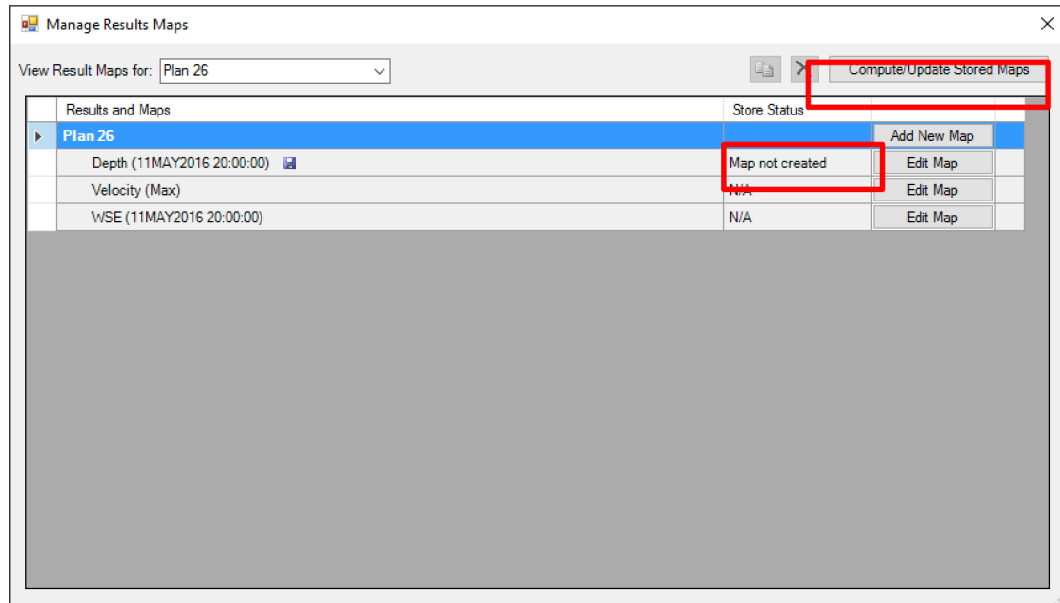 Manage Results Maps
View Result Maps for: Plan 26
Compute/Update Stored Maps
Results and Maps Store Status
Plan 26 Add New Map
Depth (11MAY2016 20:00:00) Map not created Edit Map
Velocity (Max) N/A Edit Map
WSE (11MAY2016 20:00:00) N/A Edit Map